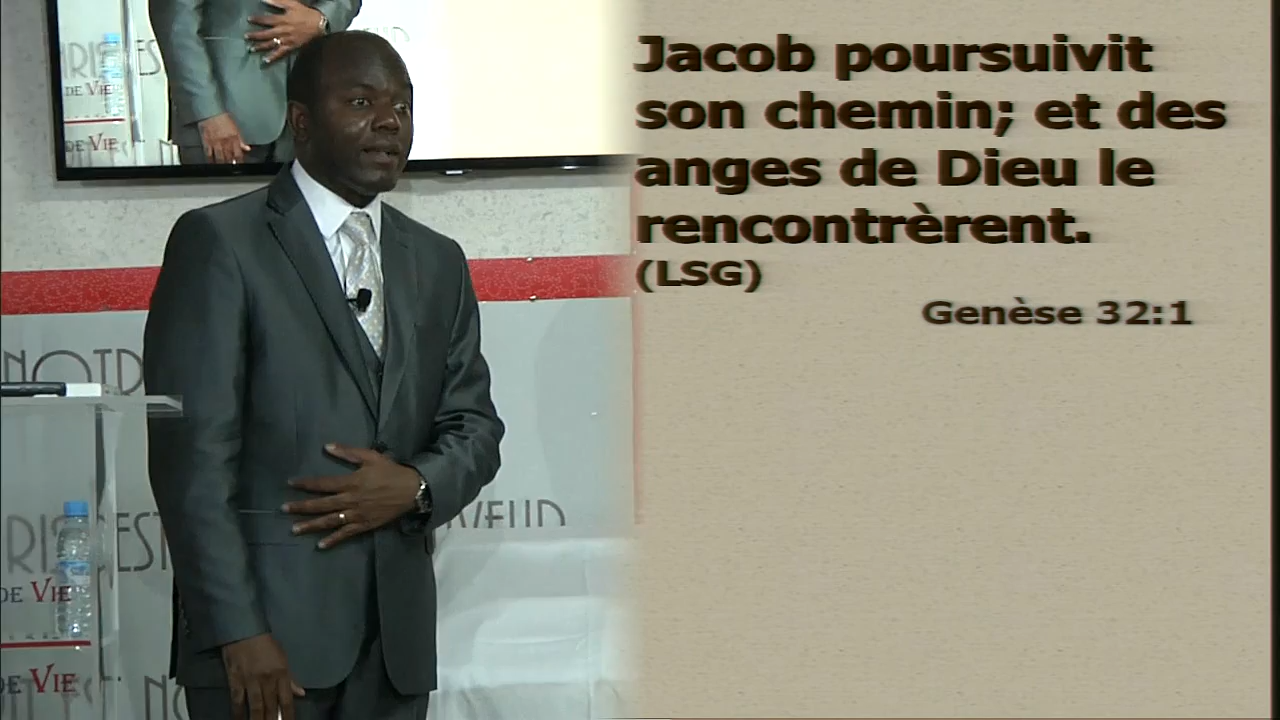 Jacob poursuivit
son chemin; et des
anges de Dieu le
rencontrèrent.
(LSG)
Genèse 32:1
DE VIE
DE VIE
DE VIE
DE VIE